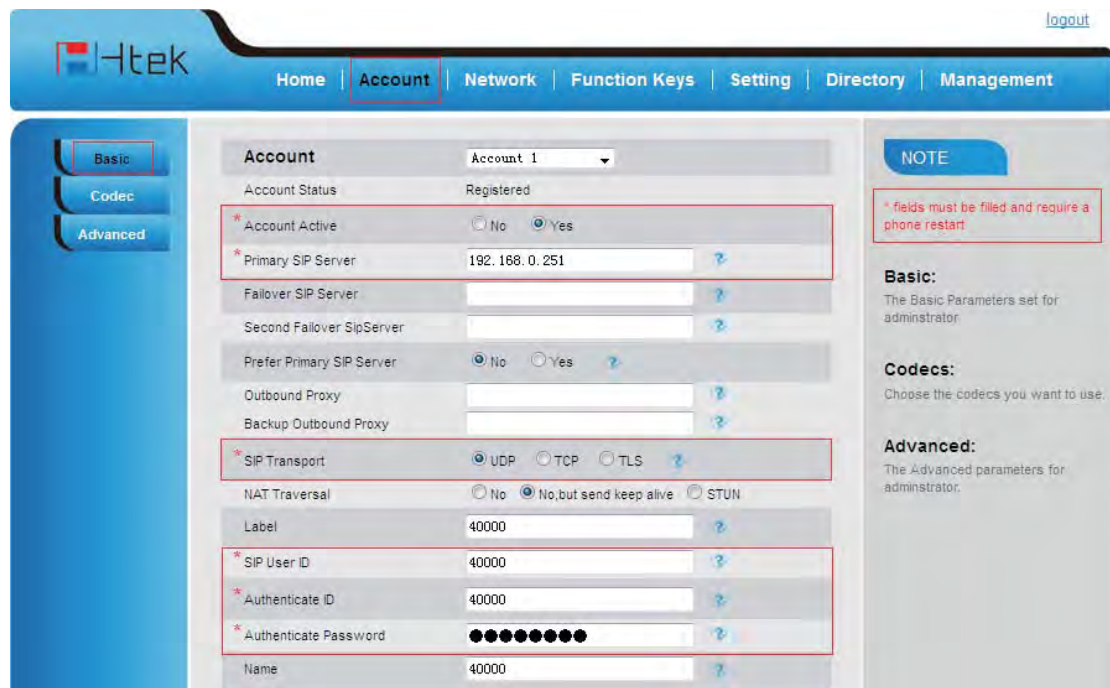 logout
Htek
Home | Account | Network | Function Keys | Setting | Directory | Management
Basic
Codec
Advanced
Account Account 1
Account Status Registered
* Account Active No Yes
* Primary SIP Server 192.168.0.251 ?
Failover SIP Server ?
Second Failover SipServer ?
Prefer Primary SIP Server No Yes ?
Outbound Proxy ?
Backup Outbound Proxy ?
* SIP Transport UDP TCP TLS ?
NAT Traversal No No,but send keep alive STUN
Label 40000 ?
* SIP User ID 40000 ?
* Authenticate ID 40000 ?
* Authenticate Password ●●●●●●●● ?
Name 40000 ?
NOTE
* fields must be filled and require a
phone restart
Basic:
The Basic Parameters set for
adminstrator
Codecs:
Choose the codecs you want to use.
Advanced:
The Advanced parameters for
adminstrator.